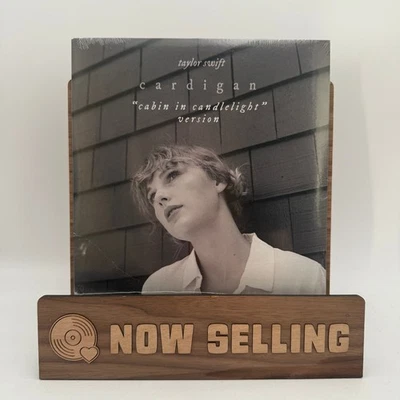 taylor swift
cardigan
“cabin in candlelight”
version
NOW SELLING